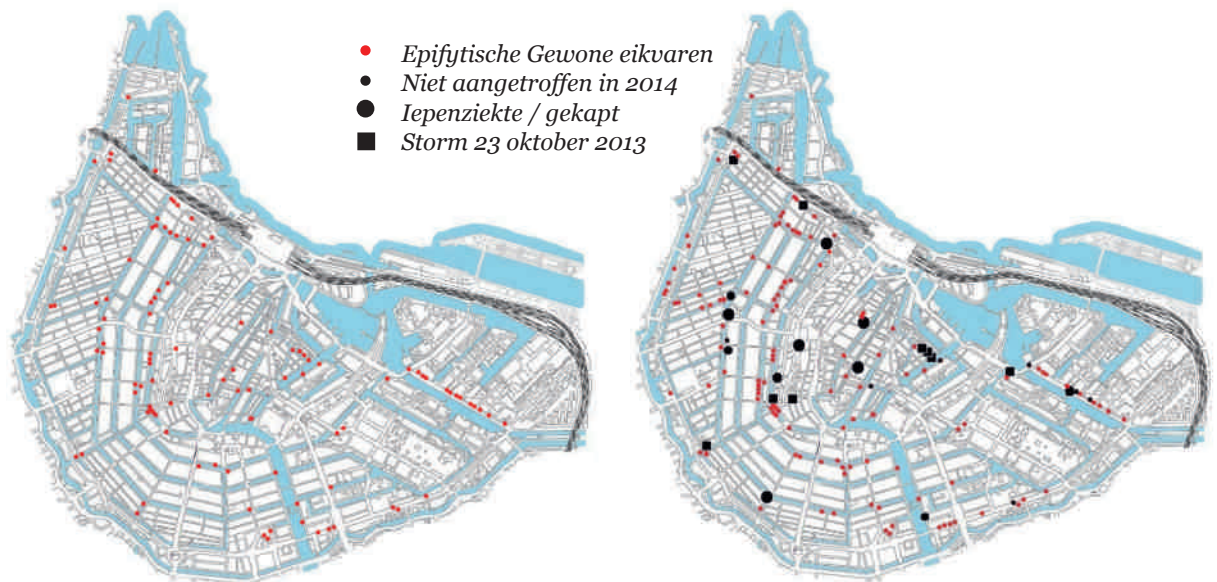 Epifytische Gewone eikvaren
Niet aangetroffen in 2014
Iepenziekte / gekapt
Storm 23 oktober 2013